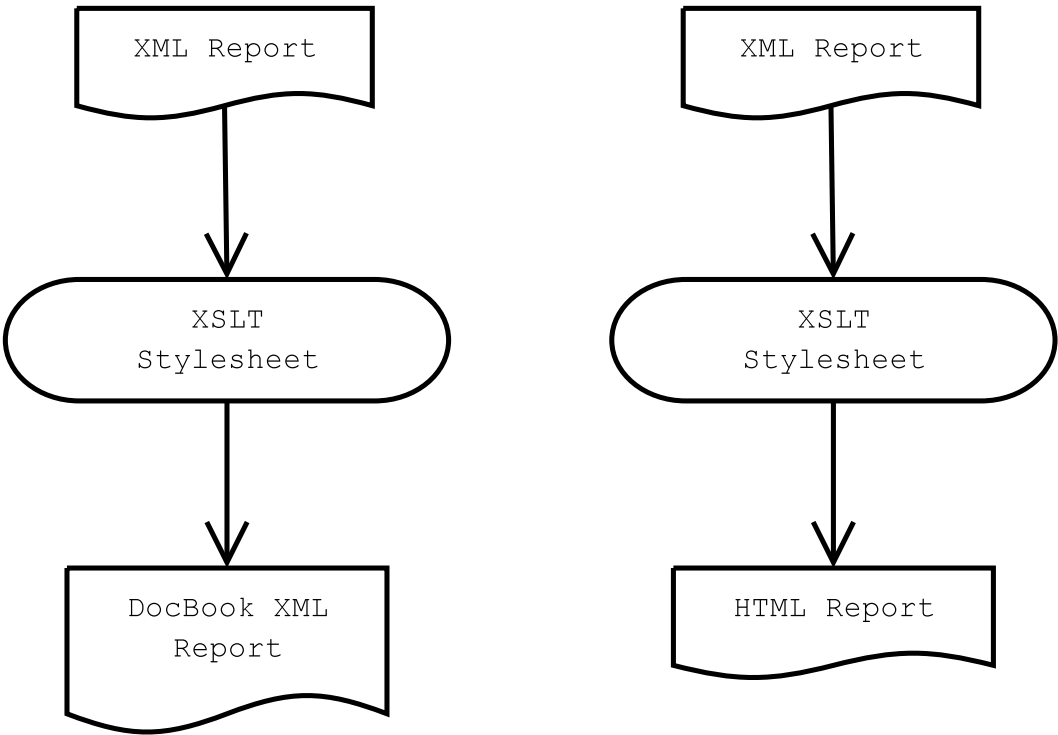 XML Report
XSLT
Stylesheet
DocBook XML
Report
XML Report
XSLT
Stylesheet
HTML Report